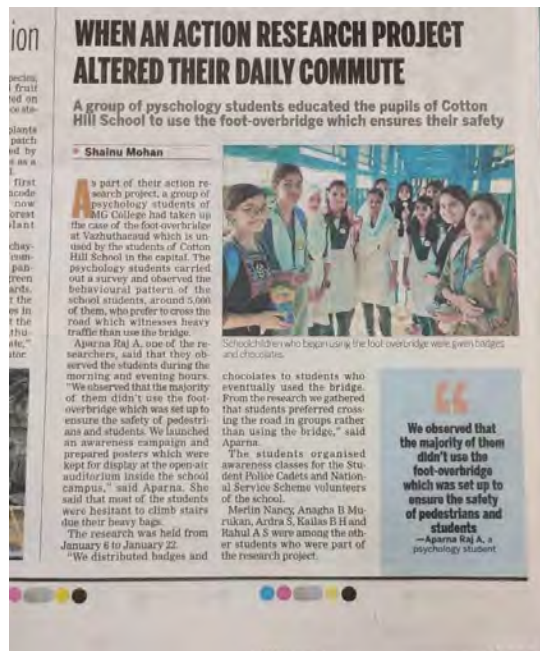 ion
WHEN AN ACTION RESEARCH PROJECT
ALTERED THEIR DAILY COMMUTE
A group of pyschology students educated the pupils of Cotton
Hill School to use the foot-overbridge which ensures their safety
Shainu Mohan
As part of their action re-
search project, a group of
psychology students of
MG College had taken up
the case of the foot-overbridge
at Vazhuthacaud which is un-
used by the students of Cotton
Hill School in the capital. The
psychology students carried
out a survey and observed the
behavioural pattern of the
school students, around 5,000
of them, who prefer to cross the
road which witnesses heavy
traffic than use the bridge.
Aparna Raj A, one of the re-
searchers, said that they ob-
served the students during the
morning and evening hours.
"We observed that the majority
of them didn't use the foot-
overbridge which was set up to
ensure the safety of pedestri-
ans and students. We launched
an awareness campaign and
prepared posters which were
kept for display at the open-air
auditorium inside the school
campus," said Aparna. She
said that most of the students
were hesitant to climb stairs
due their heavy bags.
The research was held from
January 6 to January 22.
"We distributed badges and
Schoolchildren who began using the foot overbridge were given badges
and chocolates
chocolates to students who
eventually used the bridge.
From the research we gathered
that students preferred cross-
ing the road in groups rather
than using the bridge," said
Aparna.
The students organised
awareness classes for the Stu-
dent Police Cadets and Nation-
al Service Scheme volunteers
of the school.
Merlin Nancy, Anagha B Mu-
rukan, Ardra S, Kailas B H and
Rahul A S were among the oth-
er students who were part of
the research project.
We observed that
the majority of them
didn't use the
foot-overbridge
which was set up to
ensure the safety
of pedestrians and
students
—Aparna Raj A, a
psychology student